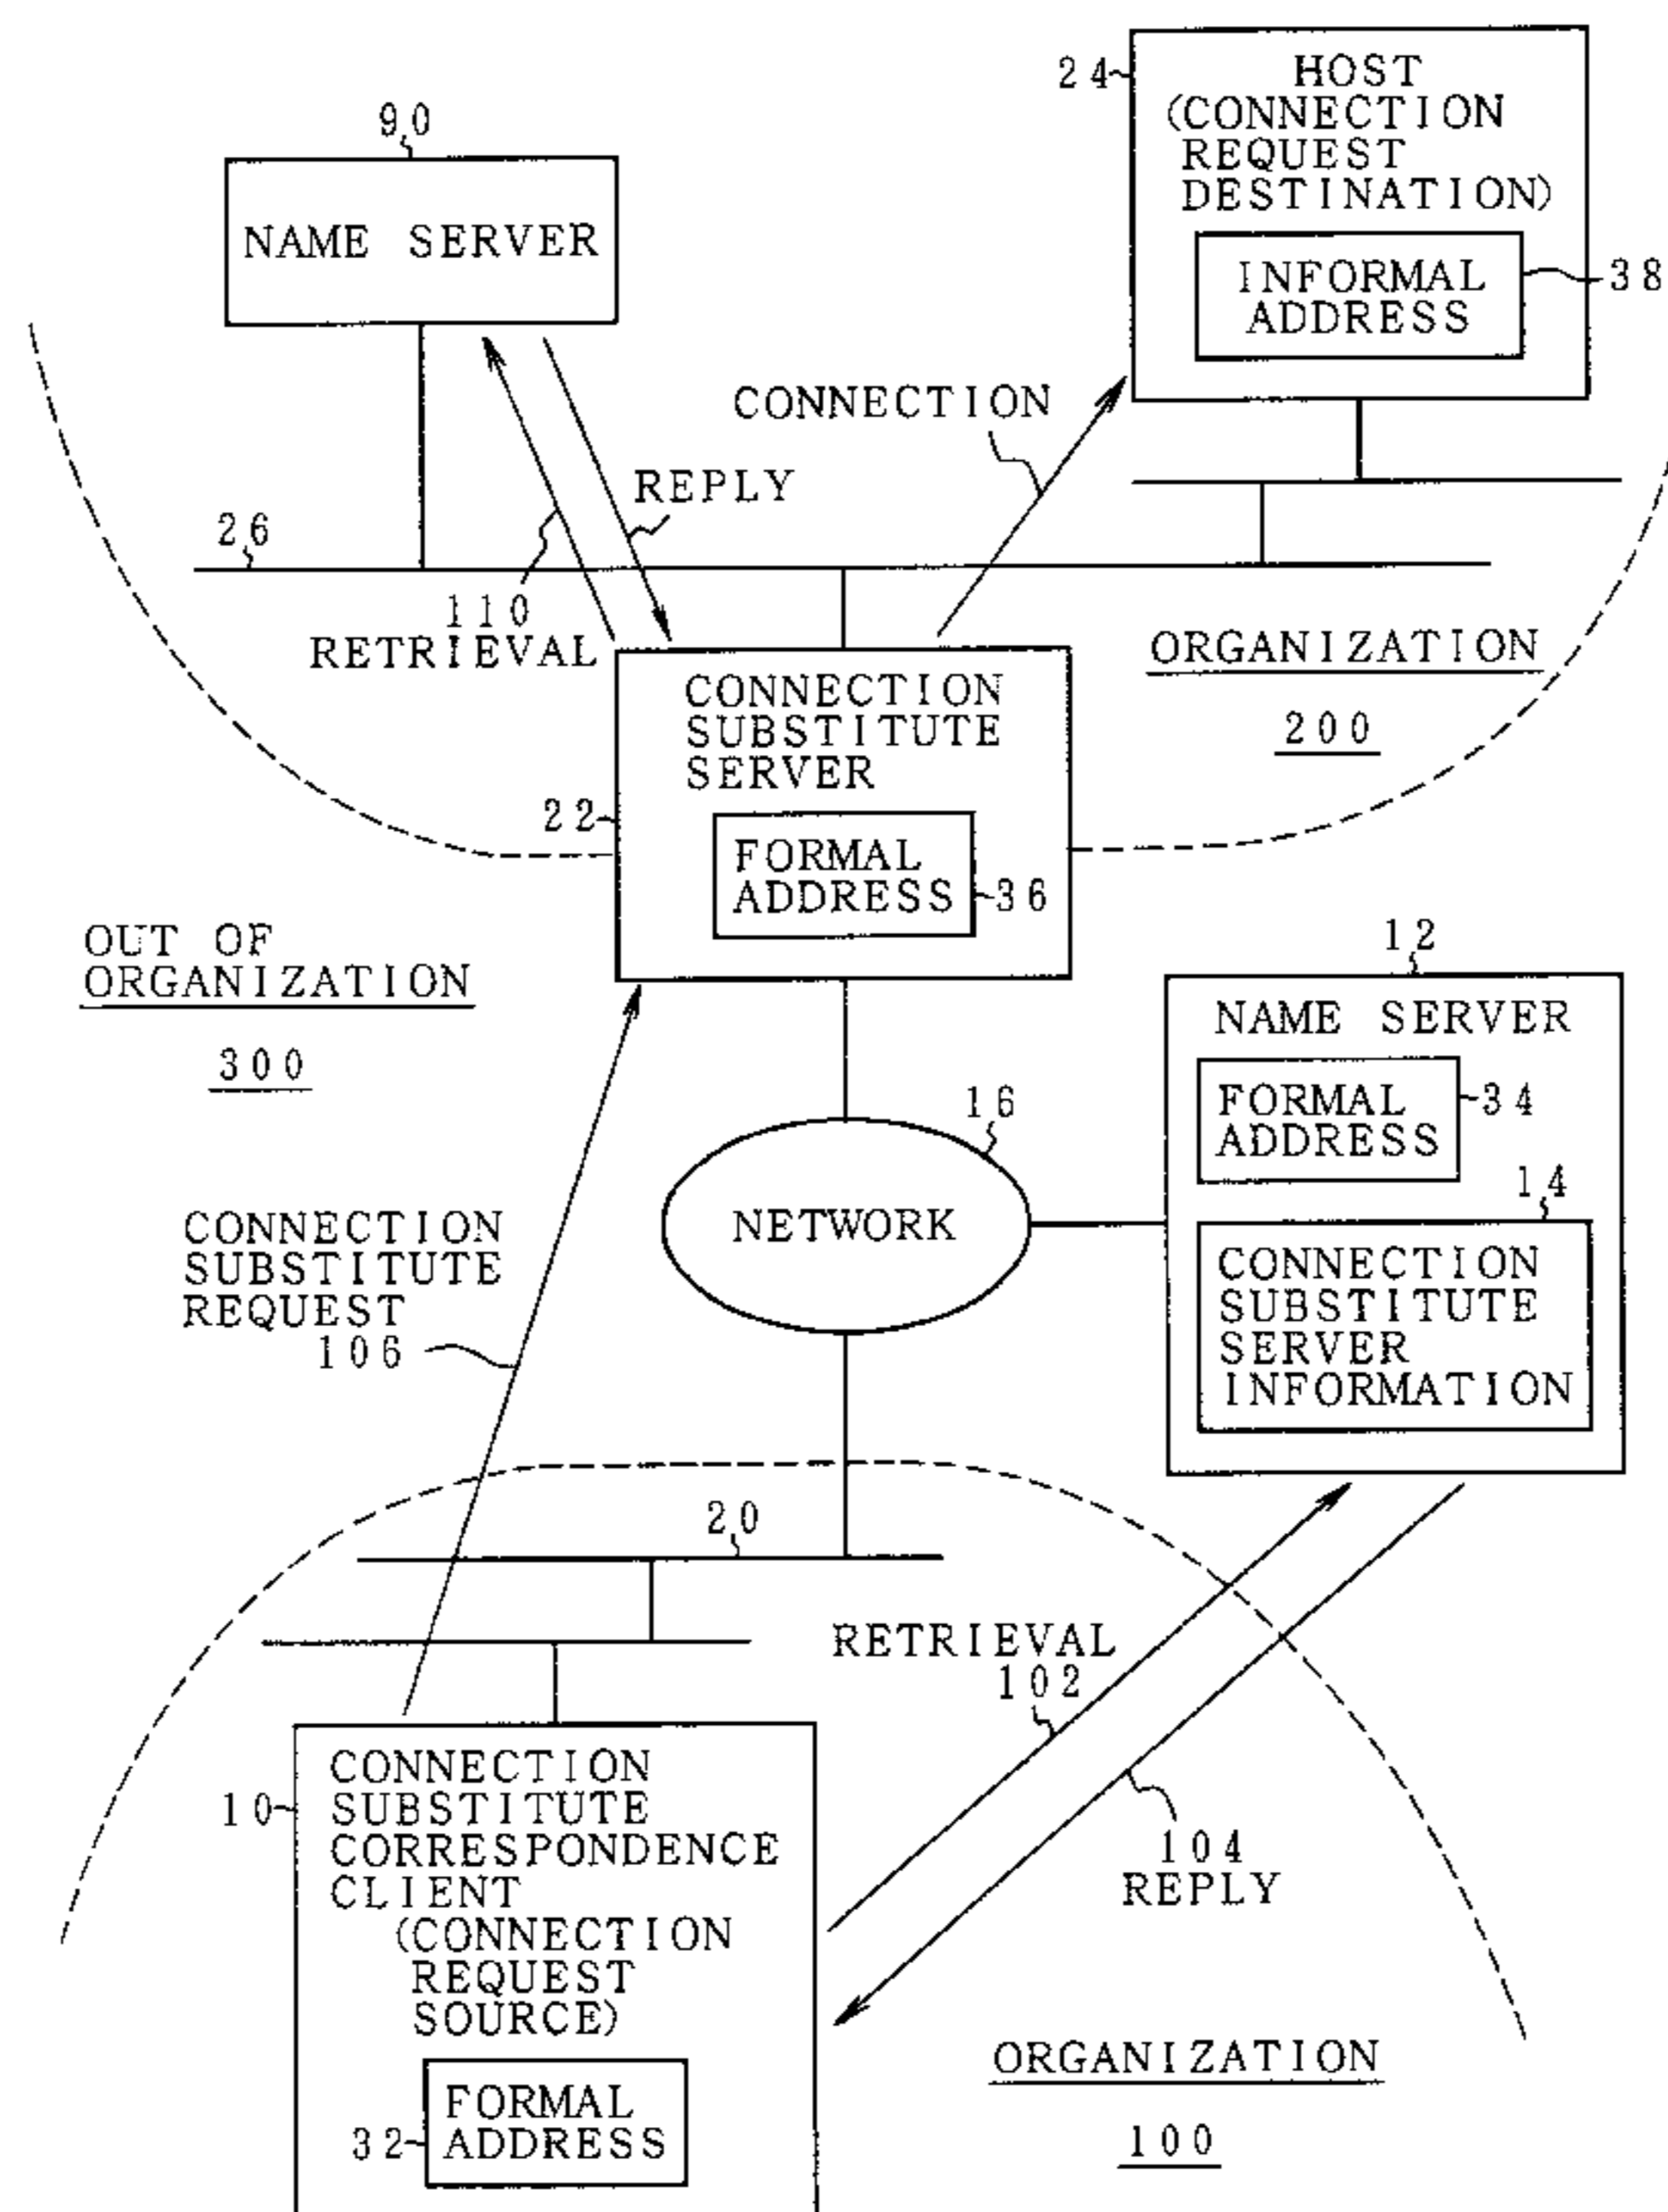 24
HOST
(CONNECTION
REQUEST
DESTINATION)
INFORMAL
ADDRESS
38
90
NAME SERVER
CONNECTION
REPLY
26
110
RETRIEVAL
ORGANIZATION
200
CONNECTION
SUBSTITUTE
SERVER
22
FORMAL
ADDRESS
36
OUT OF
ORGANIZATION
300
12
NAME SERVER
FORMAL
ADDRESS
34
14
CONNECTION
SUBSTITUTE
SERVER
INFORMATION
16
NETWORK
CONNECTION
SUBSTITUTE
REQUEST
106
20
RETRIEVAL
102
104
REPLY
10
CONNECTION
SUBSTITUTE
CORRESPONDENCE
CLIENT
(CONNECTION
REQUEST
SOURCE)
FORMAL
ADDRESS
32
ORGANIZATION
100